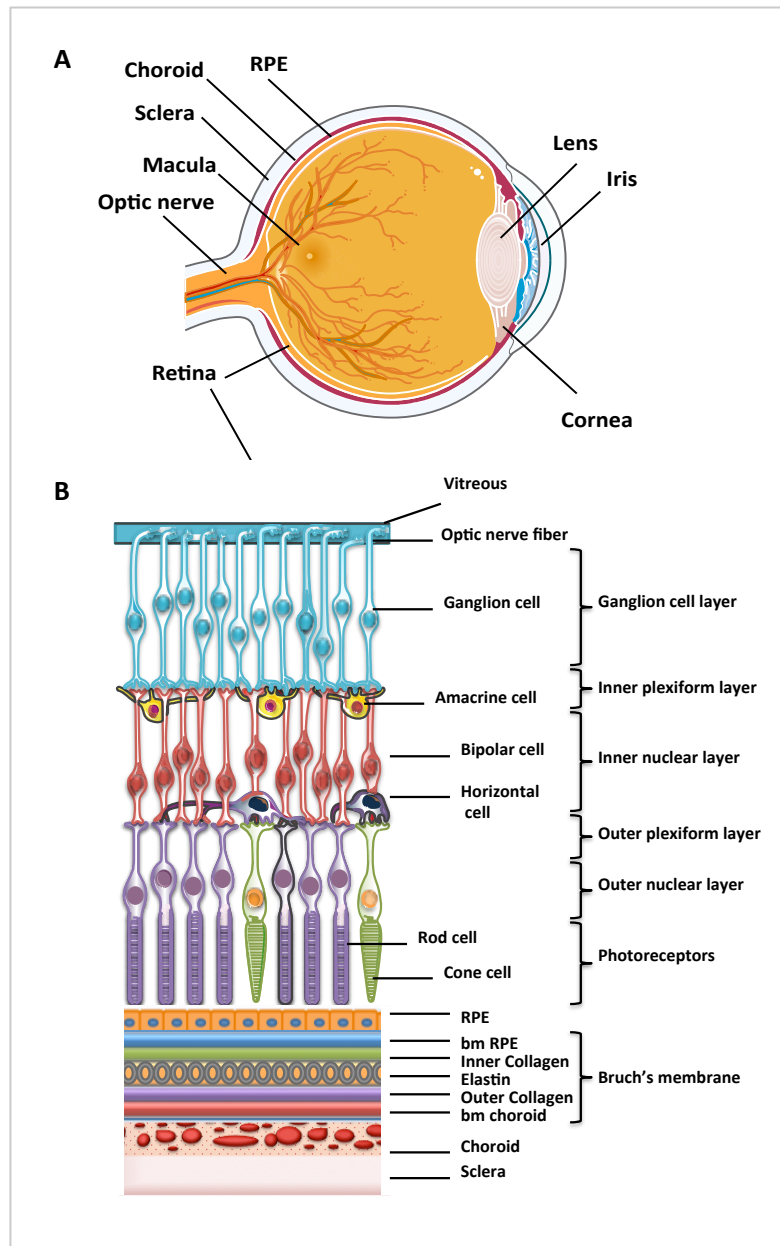 A
Choroid
RPE
Sclera
Macula
Optic nerve
Lens
Iris
Retina
Cornea
B
Vitreous
Optic nerve fiber
Ganglion cell
Ganglion cell layer
Amacrine cell
Inner plexiform layer
Bipolar cell
Inner nuclear layer
Horizontal
cell
Outer plexiform layer
Outer nuclear layer
Rod cell
Cone cell
Photoreceptors
RPE
bm RPE
Inner Collagen
Elastin
Outer Collagen
bm choroid
Bruch’s membrane
Choroid
Sclera